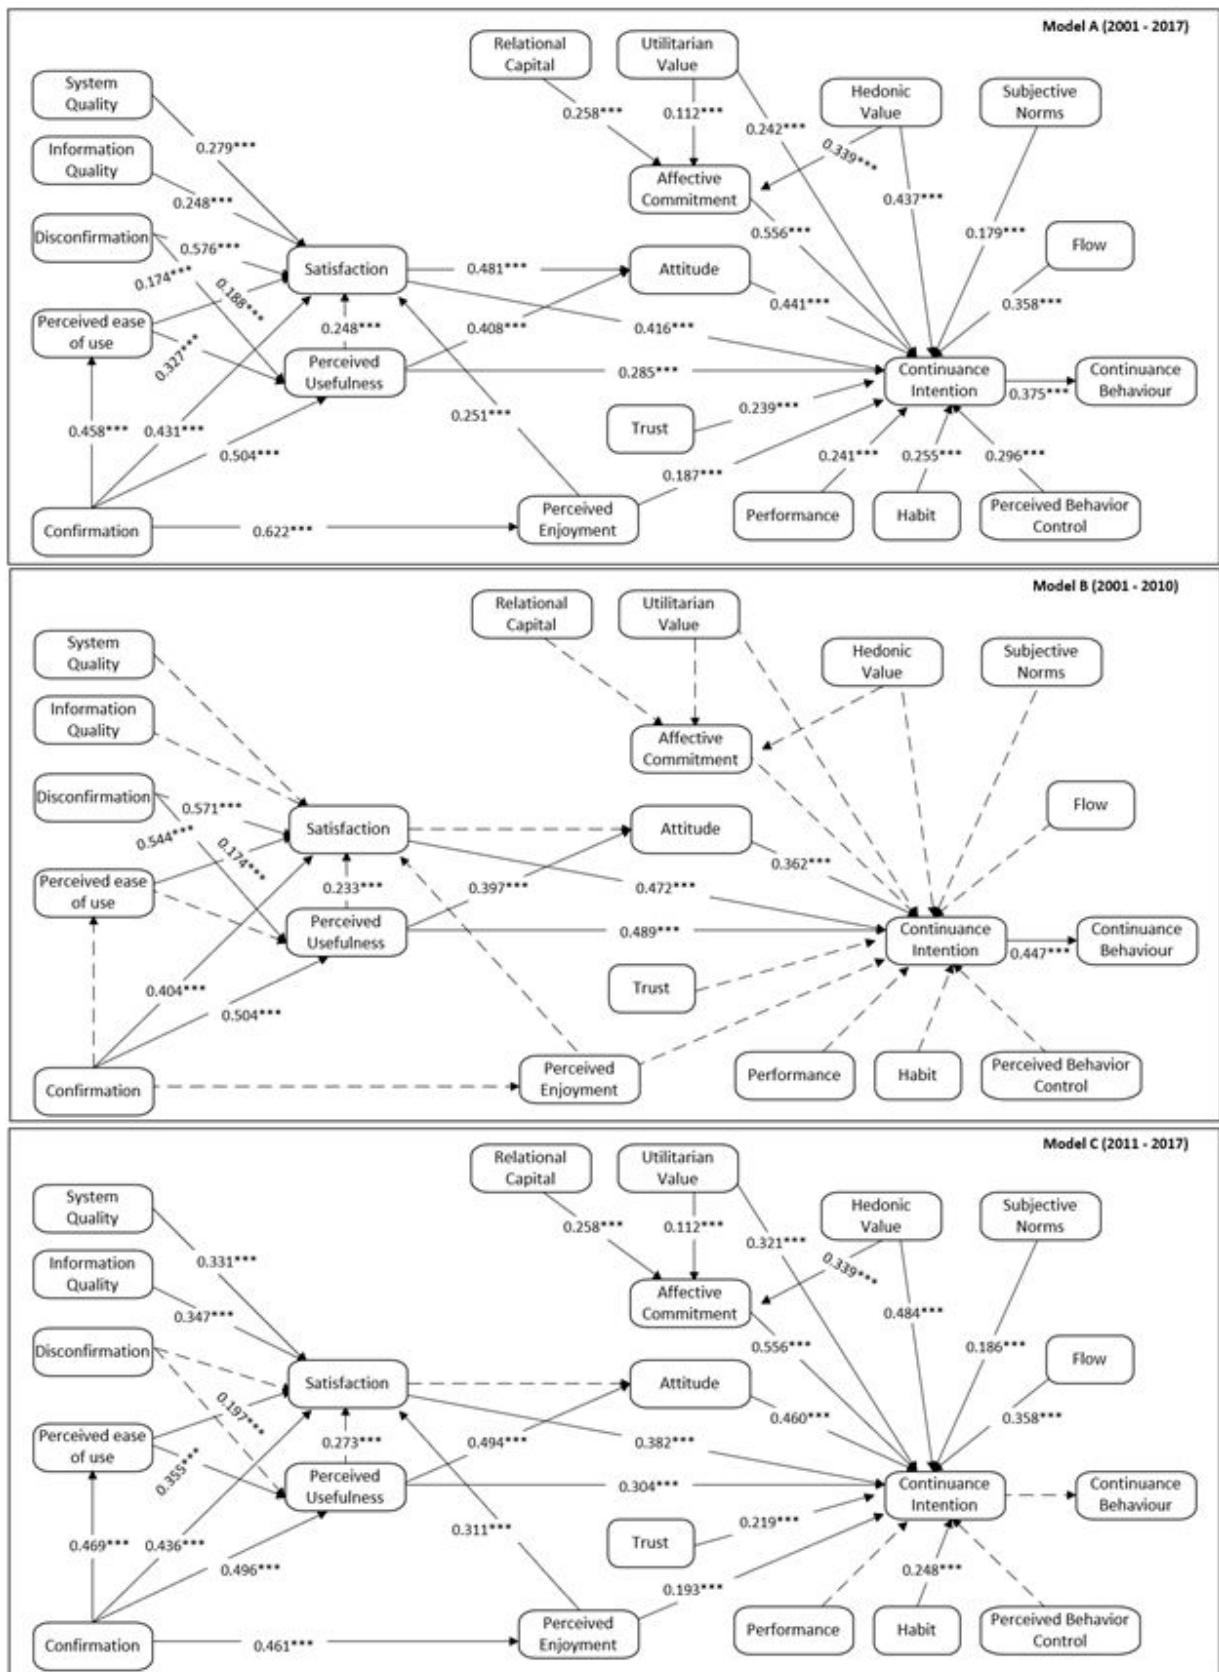 Model A (2001 - 2017)
Relational
Capital
Utilitarian
Value
System
Quality
Hedonic
Value
Subjective
Norms
0.258***
0.112***
0.242***
0.279***
Information
Quality
0.339***
Affective
Commitment
0.248***
0.437***
Disconfirmation
0.576***
0.556***
0.179***
Flow
0.174***
Satisfaction
0.481***
Attitude
0.188***
0.441***
0.358***
Perceived ease
of use
0.248***
0.408***
0.416***
0.327***
Perceived
Usefulness
0.285***
Continuance
Intention
0.375***
Continuance
Behaviour
0.251***
0.239***
Trust
0.458***
0.431***
0.504***
0.187***
0.241***
0.255***
0.296***
Confirmation
0.622***
Perceived
Enjoyment
Performance
Habit
Perceived Behavior
Control
Model B (2001 - 2010)
Relational
Capital
Utilitarian
Value
System
Quality
Hedonic
Value
Subjective
Norms
Information
Quality
Affective
Commitment
Disconfirmation
0.571***
Flow
0.544***
Satisfaction
Attitude
0.174***
0.362***
Perceived ease
of use
0.233***
0.397***
0.472***
Perceived
Usefulness
0.489***
Continuance
Intention
0.447***
Continuance
Behaviour
Trust
0.404***
0.504***
Confirmation
Perceived
Enjoyment
Performance
Habit
Perceived Behavior
Control
Model C (2011 - 2017)
Relational
Capital
Utilitarian
Value
System
Quality
Hedonic
Value
Subjective
Norms
0.258***
0.112***
0.321***
0.331***
Information
Quality
0.339***
Affective
Commitment
0.347***
0.484***
Disconfirmation
0.556***
0.186***
Flow
Satisfaction
Attitude
0.197***
0.460***
0.358***
Perceived ease
of use
0.273***
0.494***
0.382***
0.355***
Perceived
Usefulness
0.304***
Continuance
Intention
Continuance
Behaviour
0.311***
0.219***
Trust
0.469***
0.436***
0.496***
0.193***
0.248***
Confirmation
0.461***
Perceived
Enjoyment
Performance
Habit
Perceived Behavior
Control